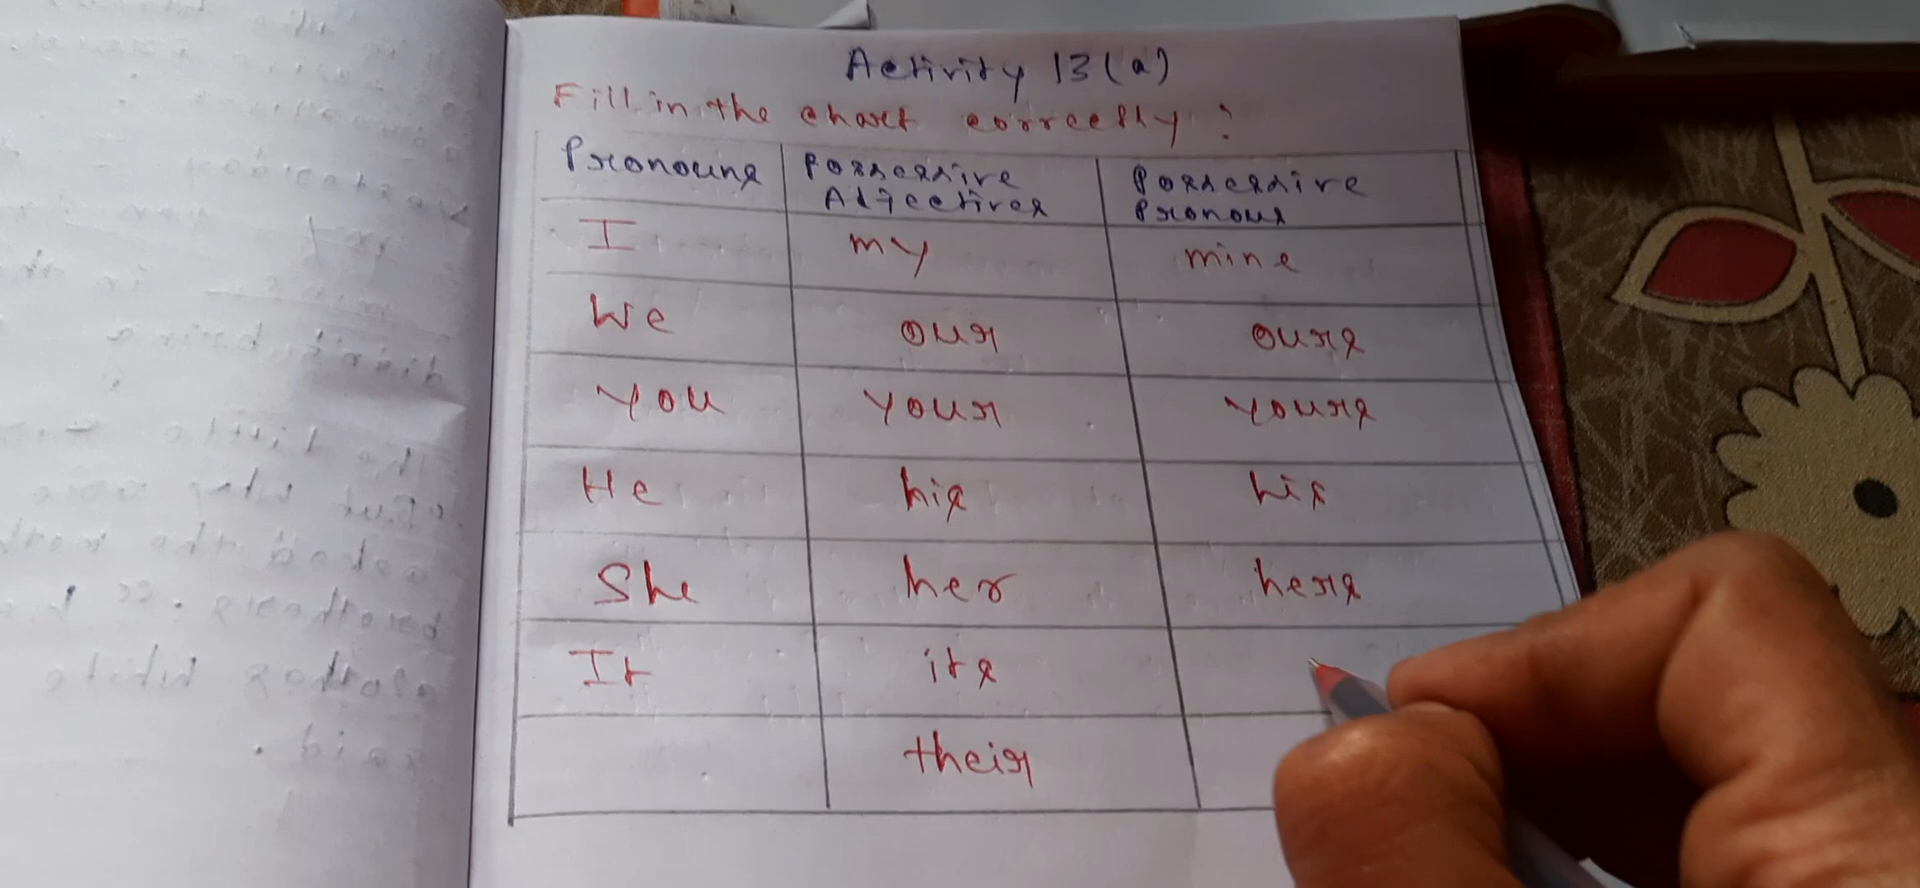 Activity 13(a)
Fill in the chart correctly :
Pronouns Possessive Adjectives Possessive Pronous
I my mine
We our ours
You your yours
He his his
She her hers
It its
their